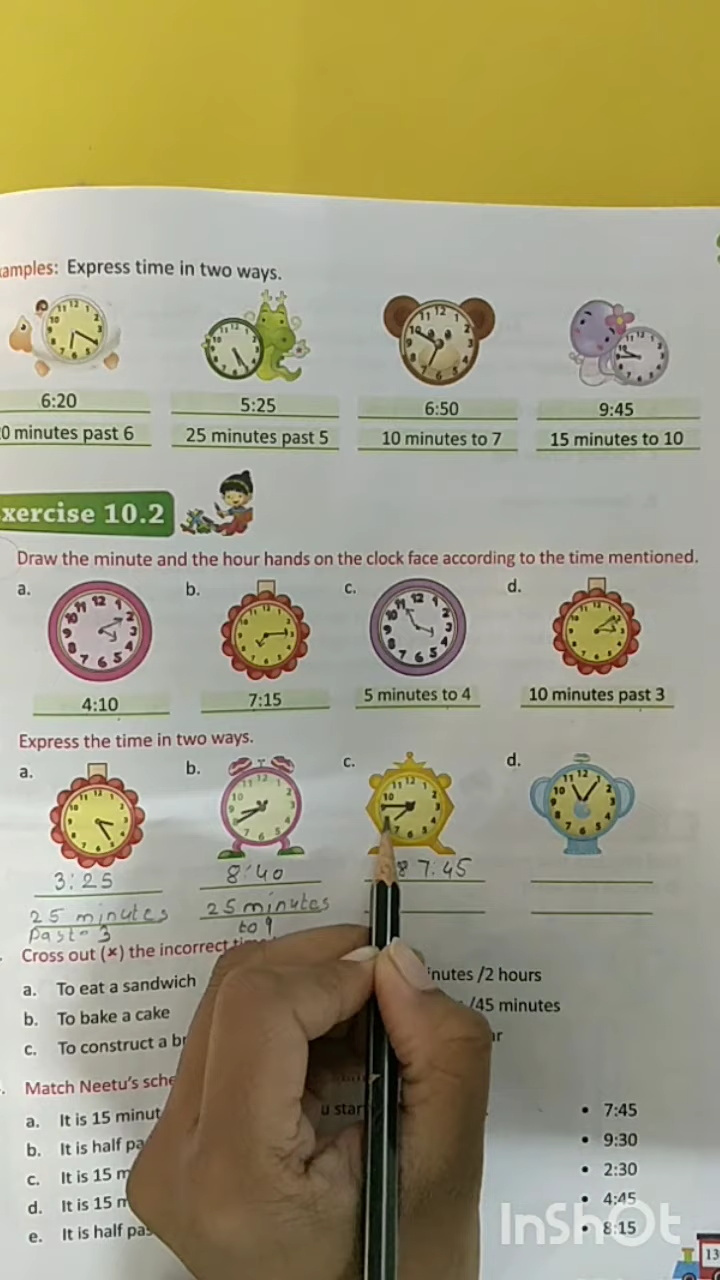 amples: Express time in two ways.
6:20 5:25 6:50 9:45
0 minutes past 6 25 minutes past 5 10 minutes to 7 15 minutes to 10
xercise 10.2
Draw the minute and the hour hands on the clock face according to the time mentioned.
a. b. c. d.
4:10 7:15 5 minutes to 4 10 minutes past 3
Express the time in two ways.
a. b. c. d.
3:25 8:40 8 7:45
25 minutes past 3 25 minutes to 9
Cross out (×) the incorrect
a. To eat a sandwich inutes /2 hours
b. To bake a cake /45 minutes
c. To construct a
Match Neetu's
a. It is 15 minut • 7:45
b. It is half • 9:30
c. It is 15 • 2:30
d. It is 15 • 4:45
e. It is half • 8:15
InShOt
13